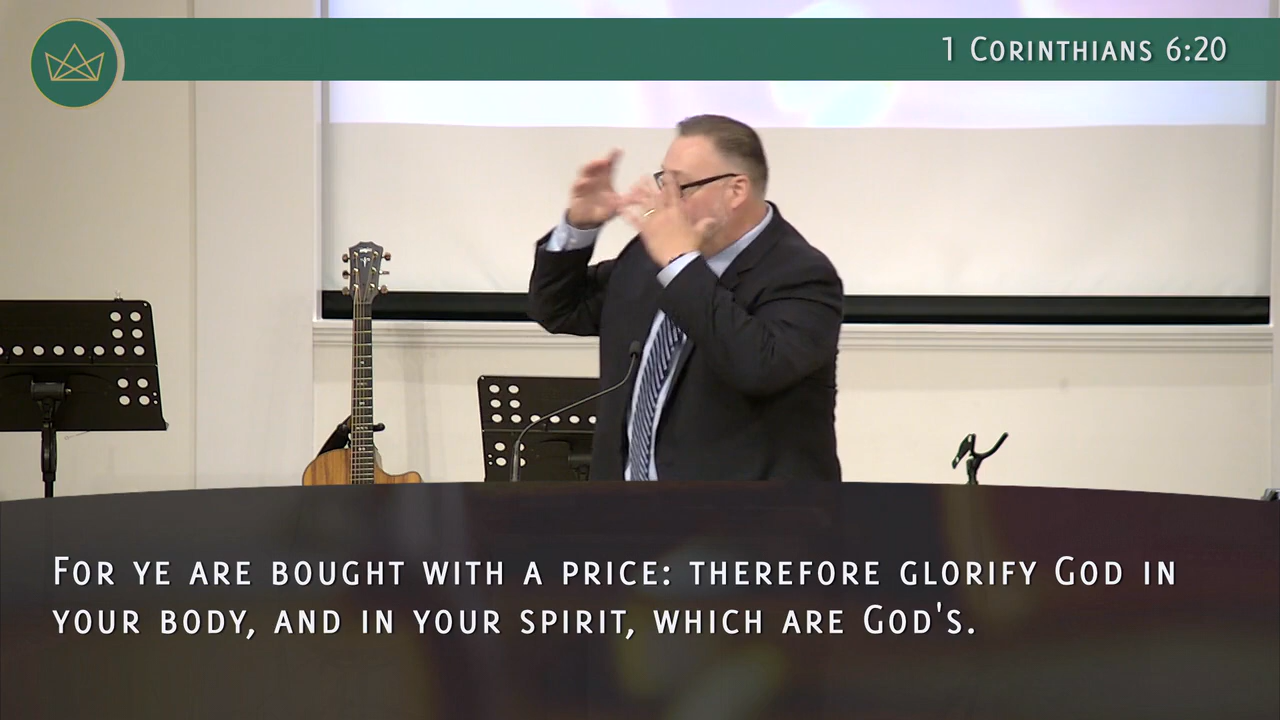 1 Corinthians 6:20
For ye are bought with a price: therefore glorify God in
your body, and in your spirit, which are God's.